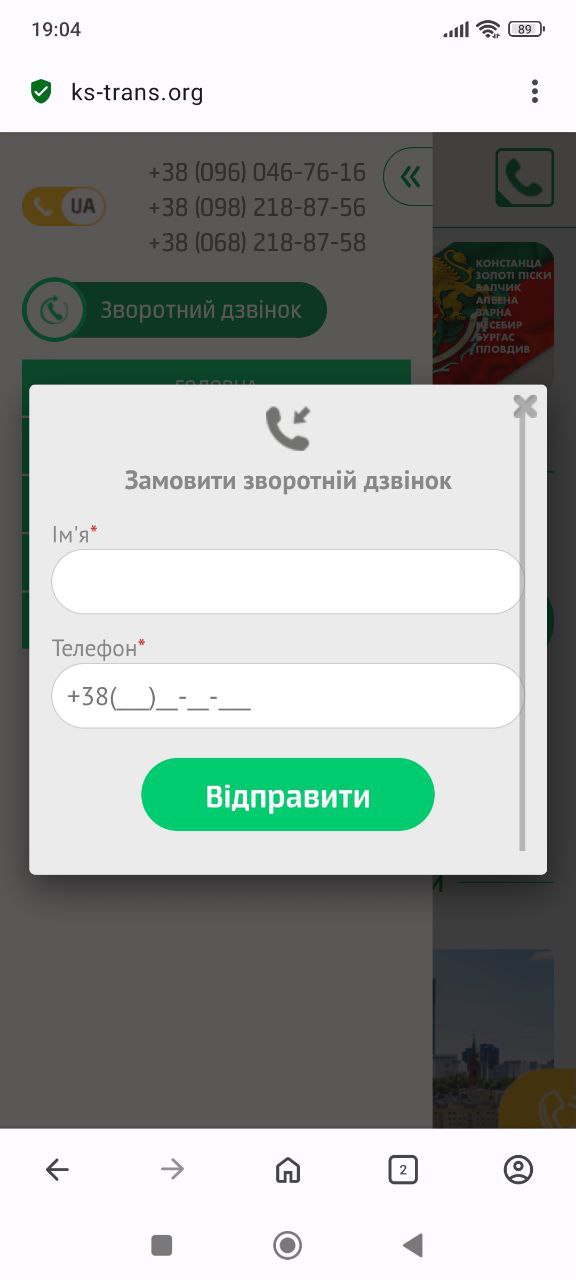 19:04
89
ks-trans.org
+38 (096) 046-76-16
UA
+38 (098) 218-87-56
+38 (068) 218-87-58
Зворотний дзвінок
КОНСТАНЦА
ЗОЛОТІ ПІСКИ
БАЛЧИК
АЛБЕНА
ВАРНА
НЕСЕБИР
БУРГАС
ПЛОВДИВ
ГОЛОВНА
Замовити зворотній дзвінок
Ім'я*
Телефон*
+38(___)__-__-___
Відправити
2